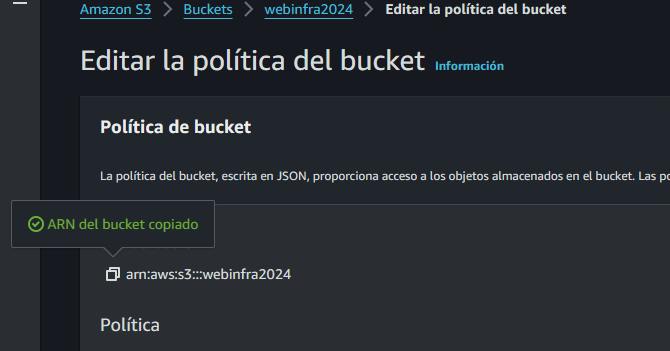 Amazon S3 > Buckets > webinfra2024 > Editar la política del bucket
Editar la política del bucket Información
Política de bucket
La política del bucket, escrita en JSON, proporciona acceso a los objetos almacenados en el bucket. Las
ARN del bucket copiado
arn:aws:s3:::webinfra2024
Política